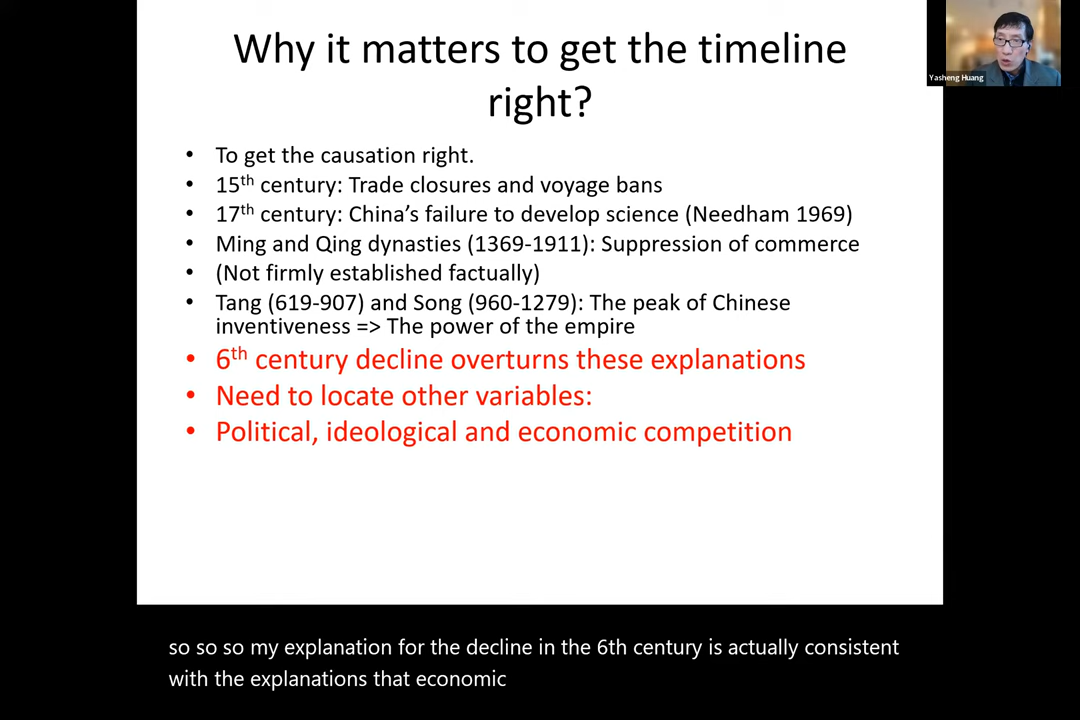 Why it matters to get the timeline
right?
Yasheng Huang
• To get the causation right.
• 15th century: Trade closures and voyage bans
• 17th century: China’s failure to develop science (Needham 1969)
• Ming and Qing dynasties (1369-1911): Suppression of commerce
• (Not firmly established factually)
• Tang (619-907) and Song (960-1279): The peak of Chinese
inventiveness => The power of the empire
• 6th century decline overturns these explanations
• Need to locate other variables:
• Political, ideological and economic competition
so so so my explanation for the decline in the 6th century is actually consistent
with the explanations that economic